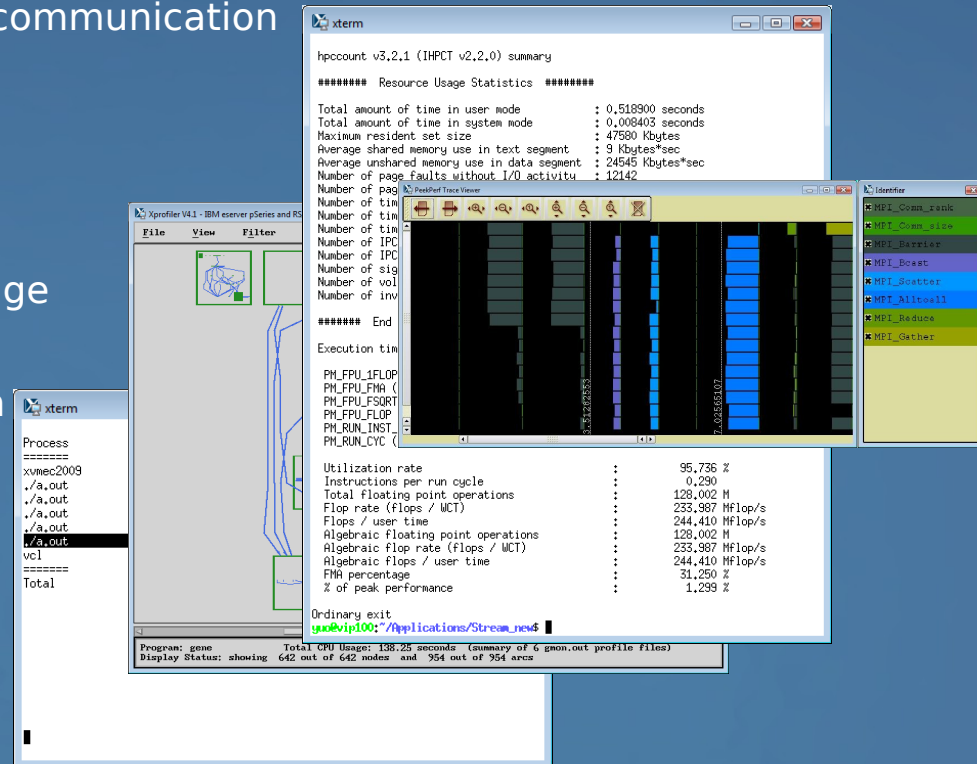 communication
ge
xterm
hpccount v3.2.1 (IHPCT v2.2.0) summary
######## Resource Usage Statistics ########
Total amount of time in user mode : 0.518900 seconds
Total amount of time in system mode : 0.008403 seconds
Maximum resident set size : 47580 Kbytes
Average shared memory use in text segment : 9 Kbytes*sec
Average unshared memory use in data segment : 24545 Kbytes*sec
Number of page faults without I/O activity : 12142
Number of pag
Number of tim
Number of tim
Number of tim
Number of IPC
Number of IPC
Number of sig
Number of vol
Number of inv
####### End
Execution tim
PM_FPU_1FLOP
PM_FPU_FMA (
PM_FPU_FSQRT
PM_FPU_FLOP
PM_RUN_INST_
PM_RUN_CYC (
Utilization rate : 95.736 %
Instructions per run cycle : 0.290
Total floating point operations : 128.002 M
Flop rate (flops / WCT) : 233.987 Mflop/s
Flops / user time : 244.410 Mflop/s
Algebraic floating point operations : 128.002 M
Algebraic flop rate (flops / WCT) : 233.987 Mflop/s
Algebraic flops / user time : 244.410 Mflop/s
FMA percentage : 31.250 %
% of peak performance : 1.299 %
Ordinary exit
yuo@vip100:~/Applications/Stream_new$
PeekPerf Trace Viewer
3.51282553
7.02565107
Identifier
MPI_Comm_rank
MPI_Comm_size
MPI_Barrier
MPI_Bcast
MPI_Scatter
MPI_Alltoall
MPI_Reduce
MPI_Gather
Xprofiler V4.1 - IBM eserver pSeries and RS
File View Filter
Program: gene Total CPU Usage: 138.25 seconds (summary of 6 gmon.out profile files)
Display Status: showing 642 out of 642 nodes and 954 out of 954 arcs
xterm
Process
=======
xvmec2009
./a.out
./a.out
./a.out
./a.out
vcl
=======
Total